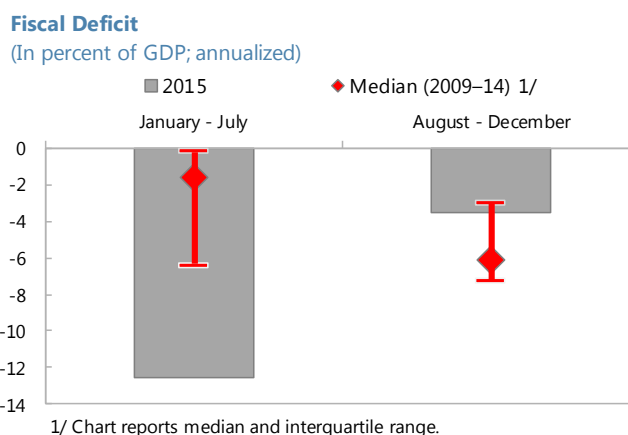 Fiscal Deficit
(In percent of GDP; annualized)
2015 Median (2009–14) 1/
January - July August - December
0
-2
-4
-6
-8
-10
-12
-14
1/ Chart reports median and interquartile range.